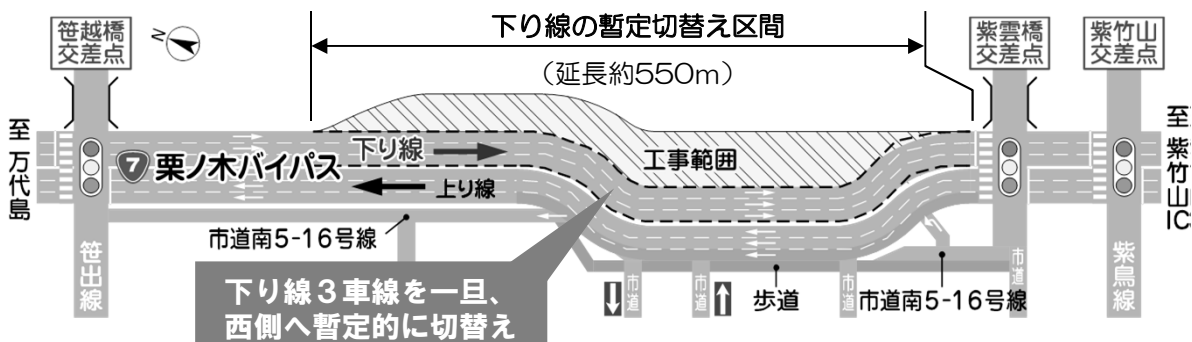 下り線の暫定切替え区間
（延長約550m）
笹越橋
交差点
N
紫雲橋
交差点
紫竹山
交差点
至 万代島
7
栗ノ木バイパス
下り線
上り線
工事範囲
至 紫竹山IC
市道南5-16号線
笹出線
下り線３車線を一旦、
西側へ暫定的に切替え
市道
市道
歩道
市道
市道南5-16号線
市道
紫鳥線